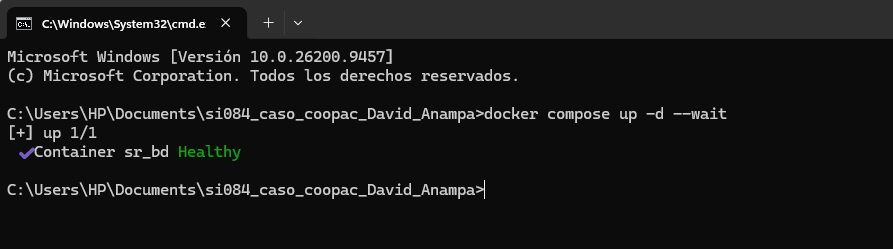 C:\Windows\System32\cmd.e
Microsoft Windows [Versión 10.0.26200.9457]
(c) Microsoft Corporation. Todos los derechos reservados.
C:\Users\HP\Documents\si084_caso_coopac_David_Anampa>docker compose up -d --wait
[+] up 1/1
✔Container sr_bd Healthy
C:\Users\HP\Documents\si084_caso_coopac_David_Anampa>